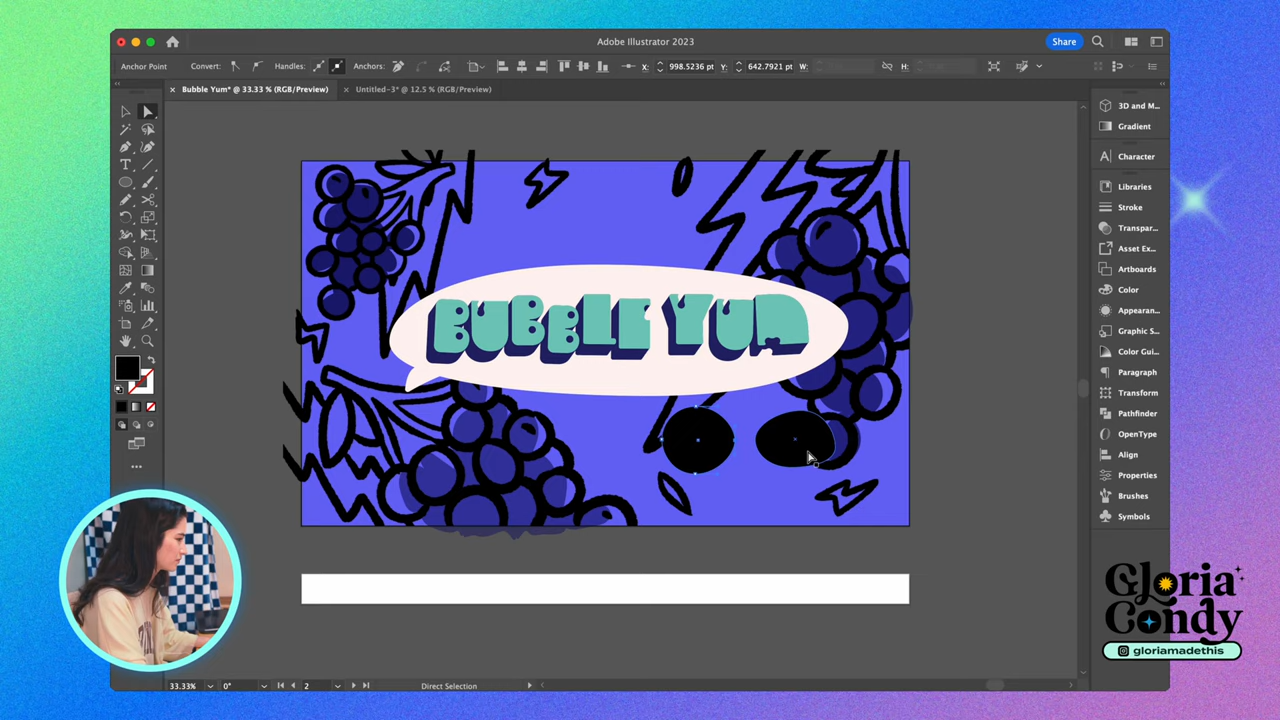 Adobe Illustrator 2023
Share
Anchor Point
Convert:
Handles:
Anchors:
X: 998.5236 pt
Y: 642.7921 pt
W:
H:
Bubble Yum* @ 33.33 % (RGB/Preview)
Untitled-3* @ 12.5 % (RGB/Preview)
3D and M...
Gradient
Character
Libraries
Stroke
Transpar...
Asset Ex...
Artboards
Color
Appearan...
Graphic S...
Color Gui...
Paragraph
Transform
Pathfinder
OpenType
Align
Properties
Brushes
Symbols
BUBBLE YUM
Gloria
Condy
gloriamadethis
33.33%
0°
2
Direct Selection